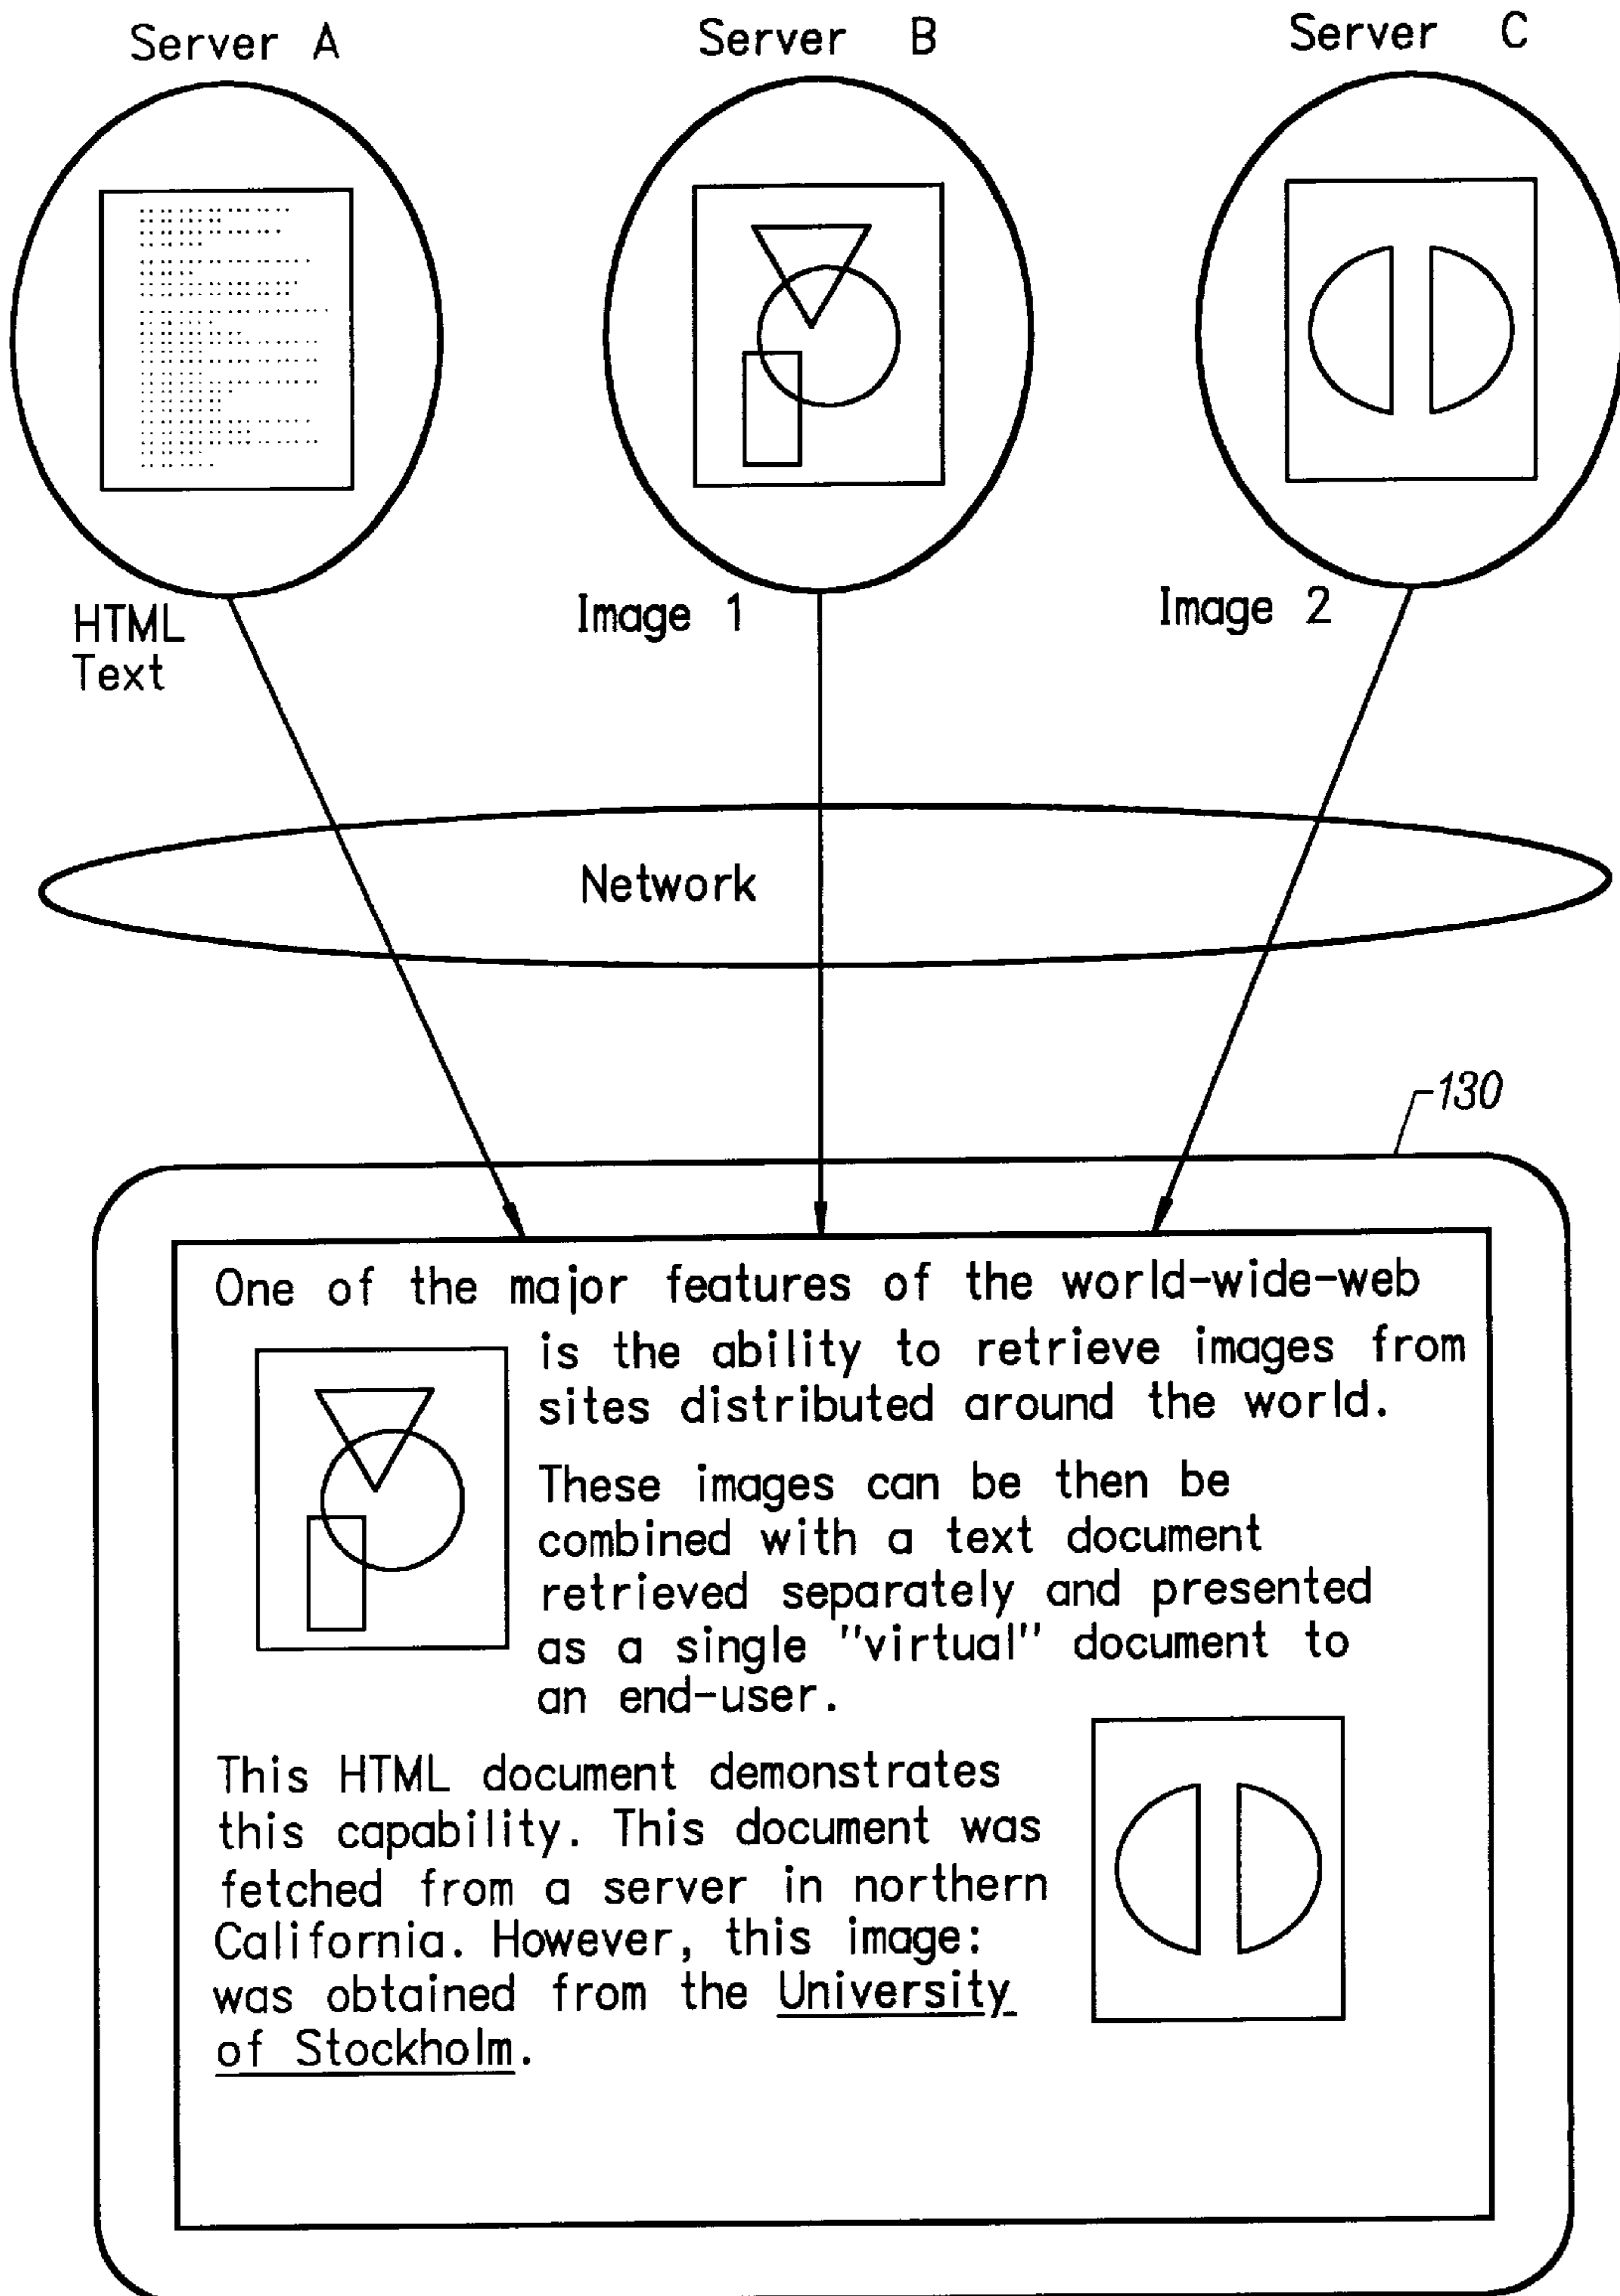 Server A
Server B
Server C
HTML
Text
Image 1
Image 2
Network
130
One of the major features of the world-wide-web
is the ability to retrieve images from
sites distributed around the world.
These images can be then be
combined with a text document
retrieved separately and presented
as a single "virtual" document to
an end-user.
This HTML document demonstrates
this capability. This document was
fetched from a server in northern
California. However, this image:
was obtained from the University
of Stockholm.